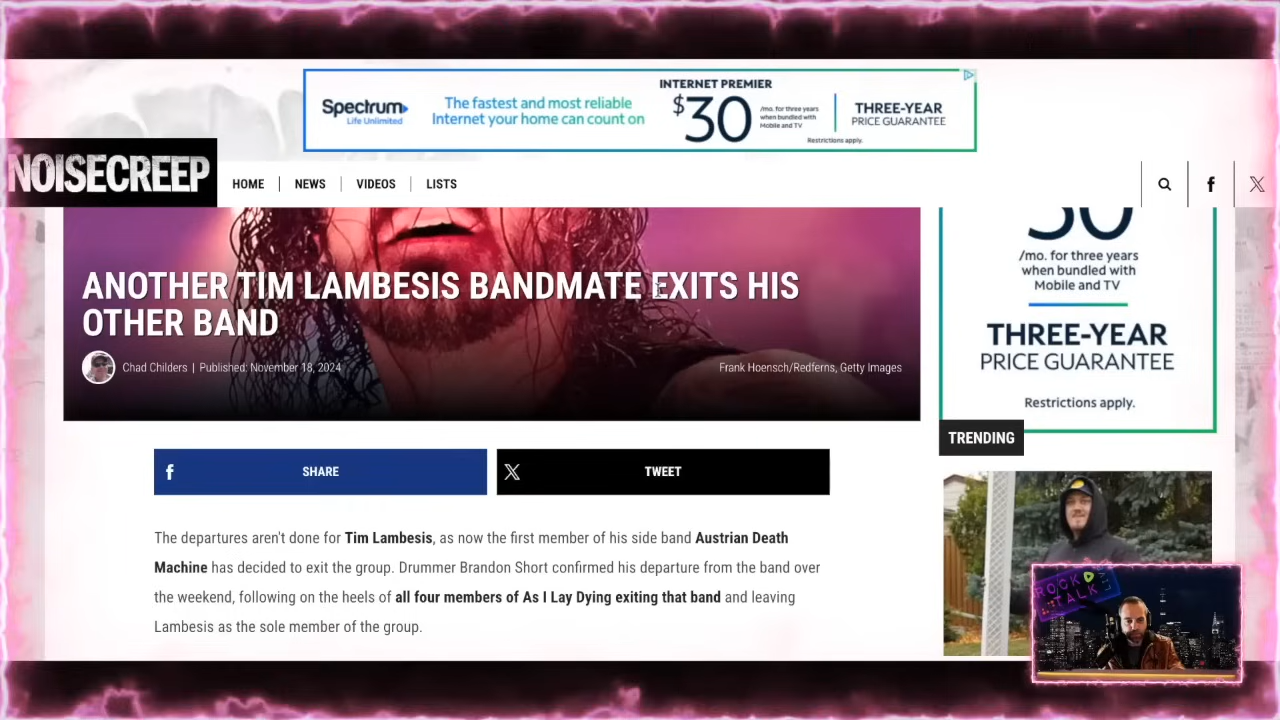 Spectrum
Life Unlimited
The fastest and most reliable
Internet your home can count on
INTERNET PREMIER
$30
/mo. for three years
when bundled with
Mobile and TV
Restrictions apply.
THREE-YEAR
PRICE GUARANTEE
NOISECREEP
HOME | NEWS | VIDEOS | LISTS
30
/mo. for three years
when bundled with
Mobile and TV
THREE-YEAR
PRICE GUARANTEE
Restrictions apply.
ANOTHER TIM LAMBESIS BANDMATE EXITS HIS
OTHER BAND
Chad Childers | Published: November 18, 2024
Frank Hoensch/Redferns, Getty Images
TRENDING
SHARE
TWEET
The departures aren't done for Tim Lambesis, as now the first member of his side band Austrian Death
Machine has decided to exit the group. Drummer Brandon Short confirmed his departure from the band over
the weekend, following on the heels of all four members of As I Lay Dying exiting that band and leaving
Lambesis as the sole member of the group.
ROCK
TALK